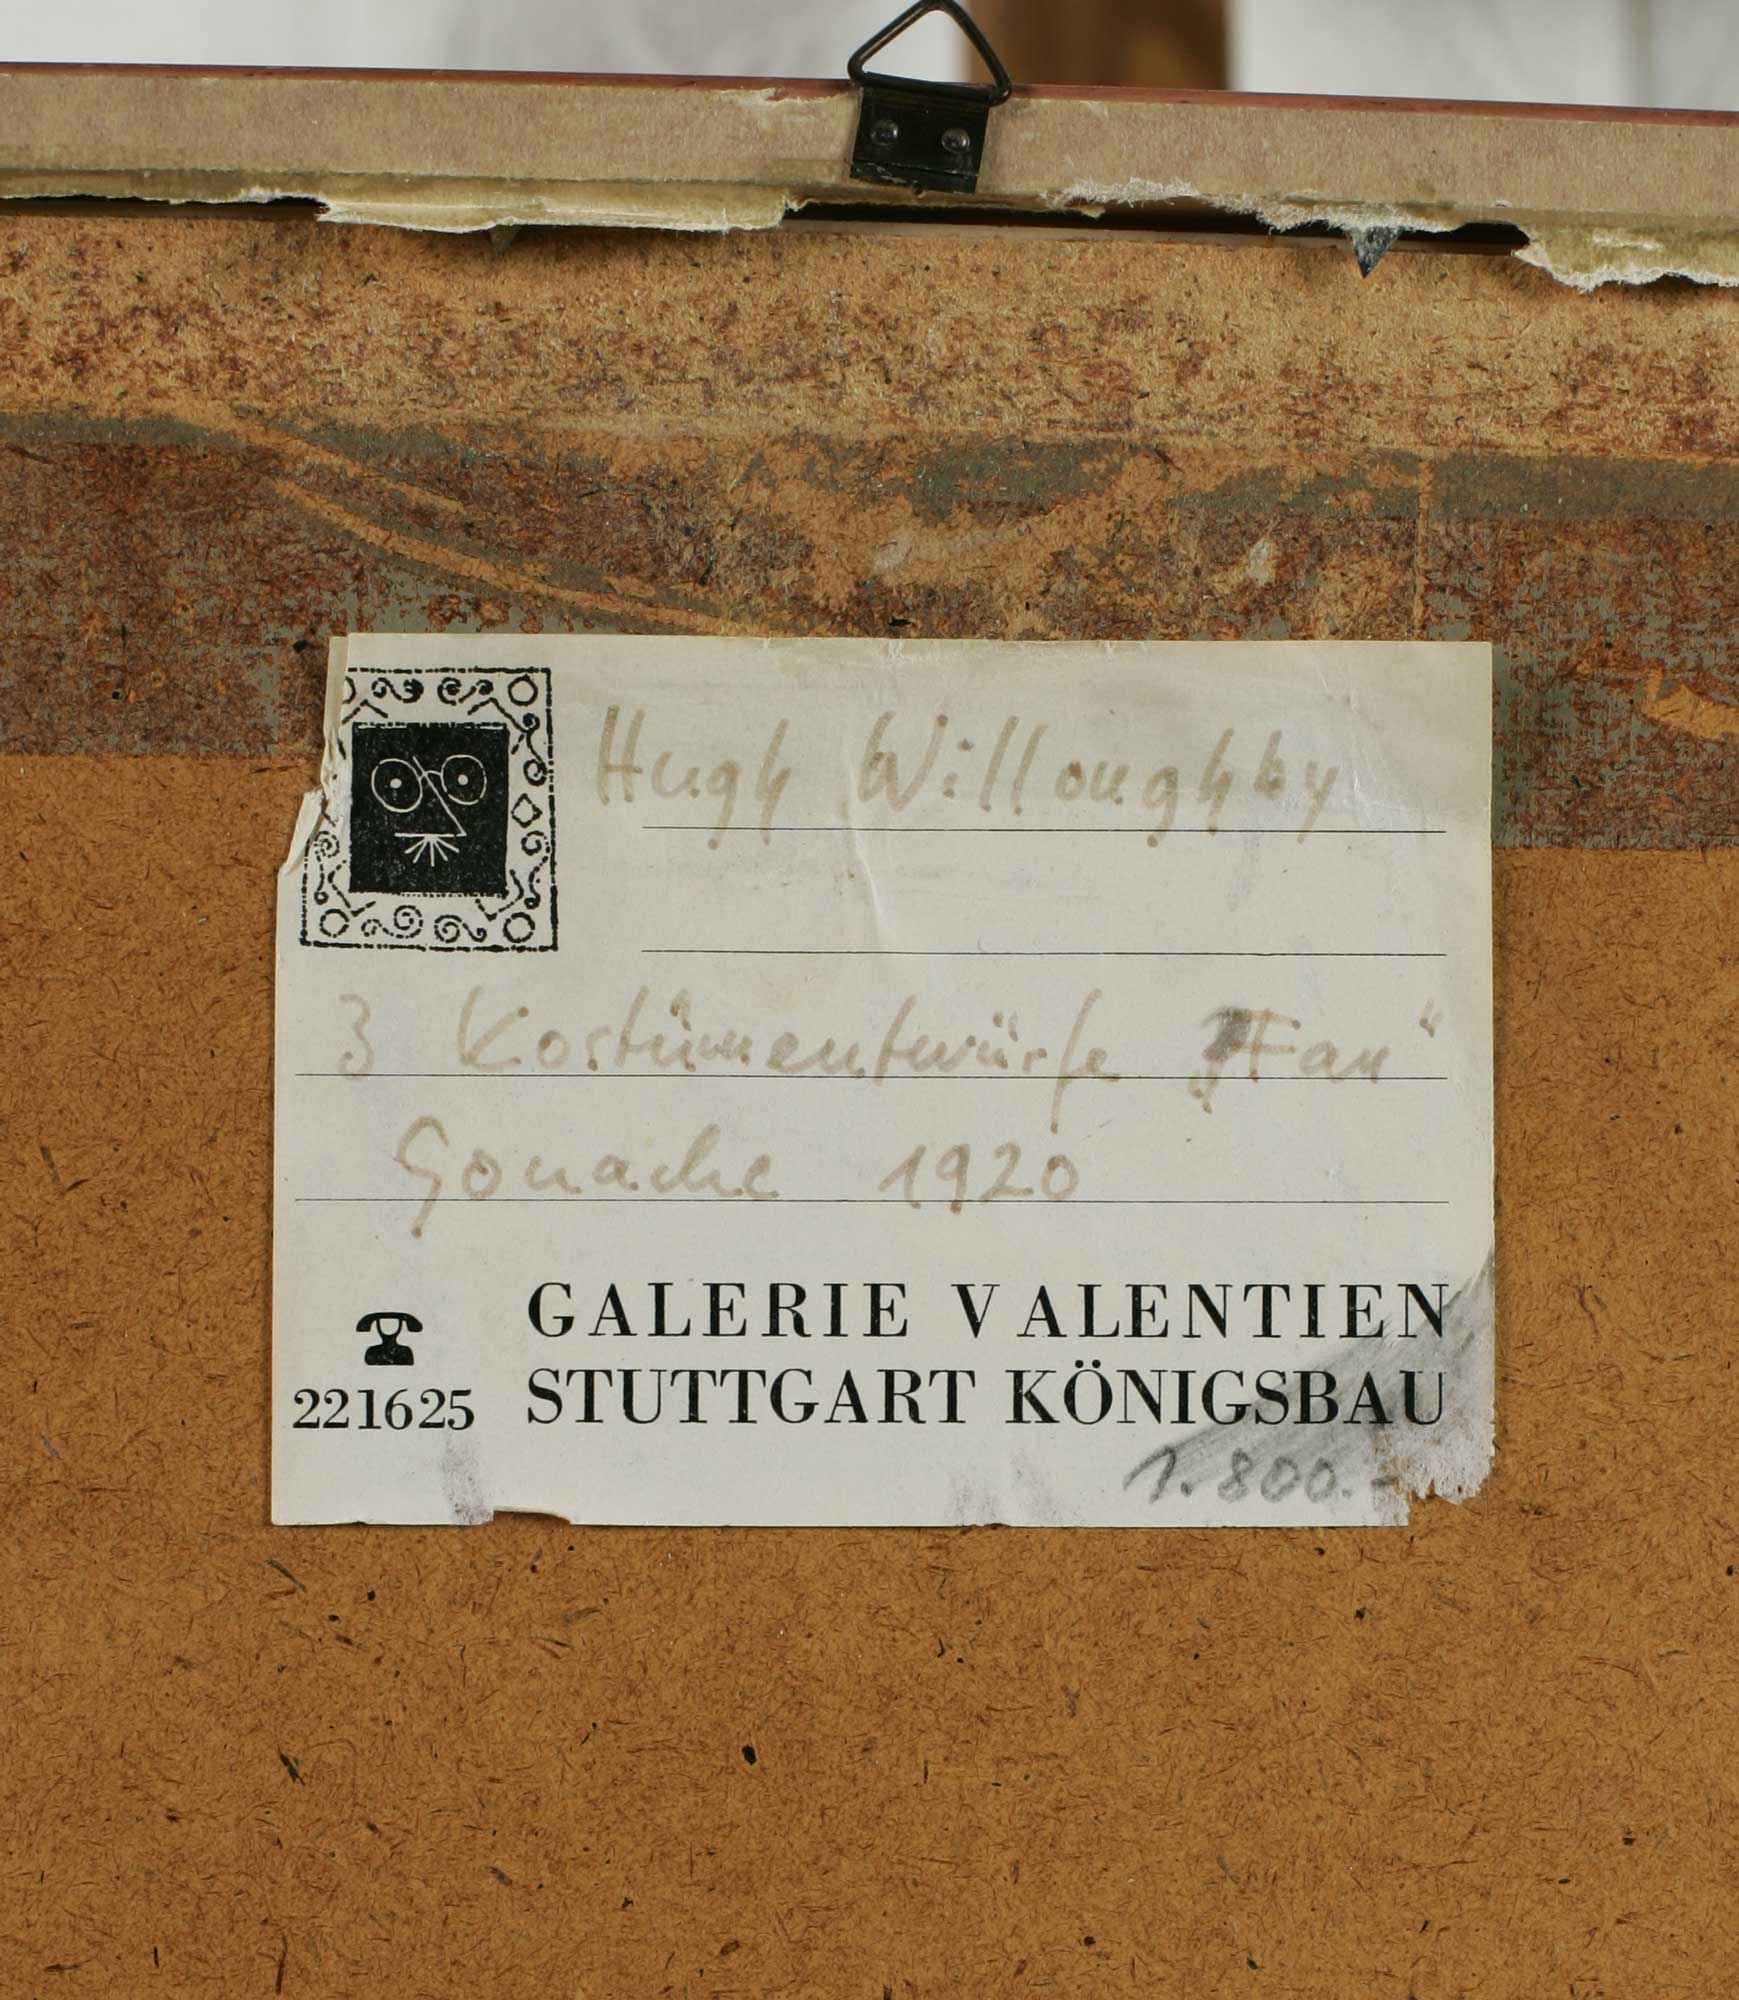 Hugh Willoughby
3 Kostümentwürfe „Fan“
Gouache 1920
GALERIE VALENTIEN
STUTTGART KÖNIGSBAU
221625
1.800.-